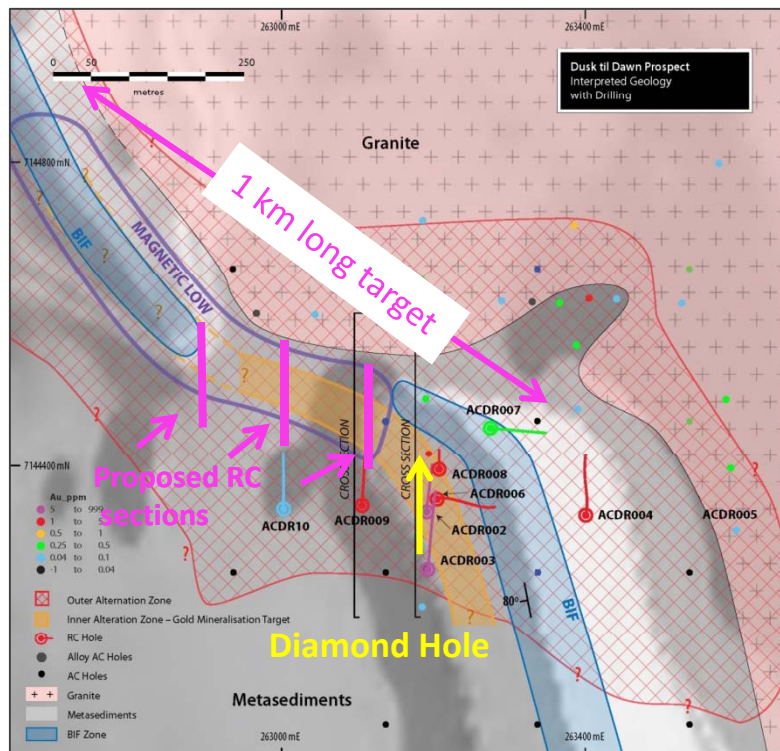 263000 mE
263400 mE
0 50 250
metres
Dusk til Dawn Prospect
Interpreted Geology
with Drilling
Granite
7144800 mN
?
?
?
?
BIF
MAGNETIC LOW
1 km long target
?
?
?
ACDR007
CROSS SECTION
CROSS SECTION
7144400 mN
Proposed RC
sections
ACDR008
ACDR006
ACDR10
ACDR009
ACDR002
ACDR004
ACDR005
ACDR003
Au_ppm
5 to 999
1 to 5
0.5 to 1
0.25 to 0.5
0.04 to 0.1
-1 to 0.04
80°
BIF
?
?
?
Diamond Hole
Outer Alternation Zone
Inner Alteration Zone – Gold Mineralisation Target
RC Hole
Alloy AC Holes
AC Holes
+ + Granite
Metasediments
BIF Zone
Metasediments
263000 mE
263400 mE